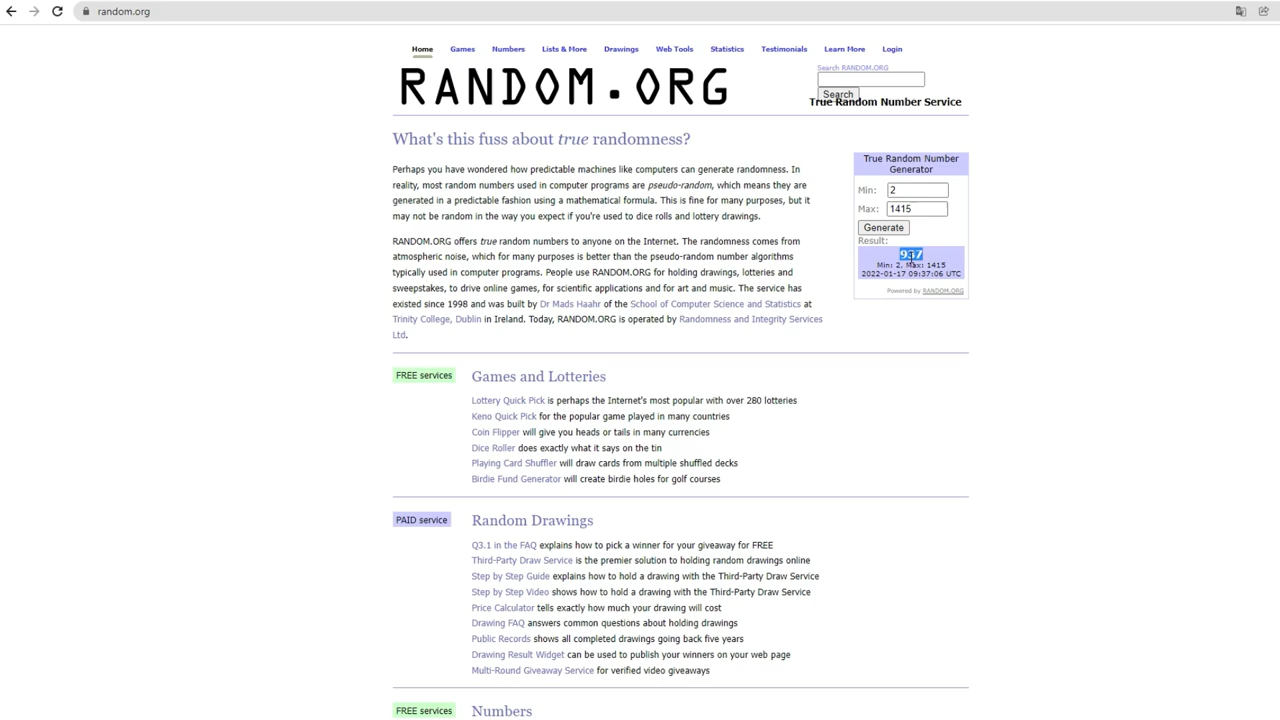 random.org
Home Games Numbers Lists & More Drawings Web Tools Statistics Testimonials Learn More Login
RANDOM.ORG
Search RANDOM.ORG
Search
True Random Number Service
What's this fuss about true randomness?
Perhaps you have wondered how predictable machines like computers can generate randomness. In
reality, most random numbers used in computer programs are pseudo-random, which means they are
generated in a predictable fashion using a mathematical formula. This is fine for many purposes, but it
may not be random in the way you expect if you're used to dice rolls and lottery drawings.
RANDOM.ORG offers true random numbers to anyone on the Internet. The randomness comes from
atmospheric noise, which for many purposes is better than the pseudo-random number algorithms
typically used in computer programs. People use RANDOM.ORG for holding drawings, lotteries and
sweepstakes, to drive online games, for scientific applications and for art and music. The service has
existed since 1998 and was built by Dr Mads Haahr of the School of Computer Science and Statistics at
Trinity College, Dublin in Ireland. Today, RANDOM.ORG is operated by Randomness and Integrity Services
Ltd.
True Random Number
Generator
Min: 2
Max: 1415
Generate
Result:
Min: 2, Max: 1415
2022-01-17 09:37:06 UTC
Powered by RANDOM.ORG
FREE services
Games and Lotteries
Lottery Quick Pick is perhaps the Internet's most popular with over 280 lotteries
Keno Quick Pick for the popular game played in many countries
Coin Flipper will give you heads or tails in many currencies
Dice Roller does exactly what it says on the tin
Playing Card Shuffler will draw cards from multiple shuffled decks
Birdie Fund Generator will create birdie holes for golf courses
PAID service
Random Drawings
Q3.1 in the FAQ explains how to pick a winner for your giveaway for FREE
Third-Party Draw Service is the premier solution to holding random drawings online
Step by Step Guide explains how to hold a drawing with the Third-Party Draw Service
Step by Step Video shows how to hold a drawing with the Third-Party Draw Service
Price Calculator tells exactly how much your drawing will cost
Drawing FAQ answers common questions about holding drawings
Public Records shows all completed drawings going back five years
Drawing Result Widget can be used to publish your winners on your web page
Multi-Round Giveaway Service for verified video giveaways
FREE services
Numbers